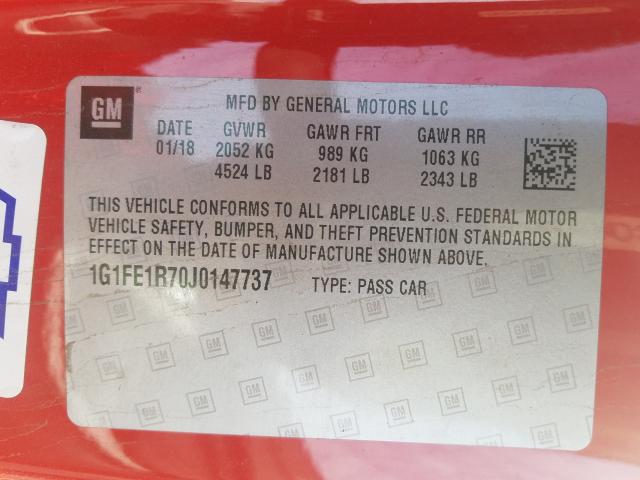 GM
MFD BY GENERAL MOTORS LLC
DATE GVWR GAWR FRT GAWR RR
01/18 2052 KG 989 KG 1063 KG
4524 LB 2181 LB 2343 LB
THIS VEHICLE CONFORMS TO ALL APPLICABLE U.S. FEDERAL MOTOR
VEHICLE SAFETY, BUMPER, AND THEFT PREVENTION STANDARDS IN
EFFECT ON THE DATE OF MANUFACTURE SHOWN ABOVE.
1G1FE1R70J0147737 TYPE: PASS CAR